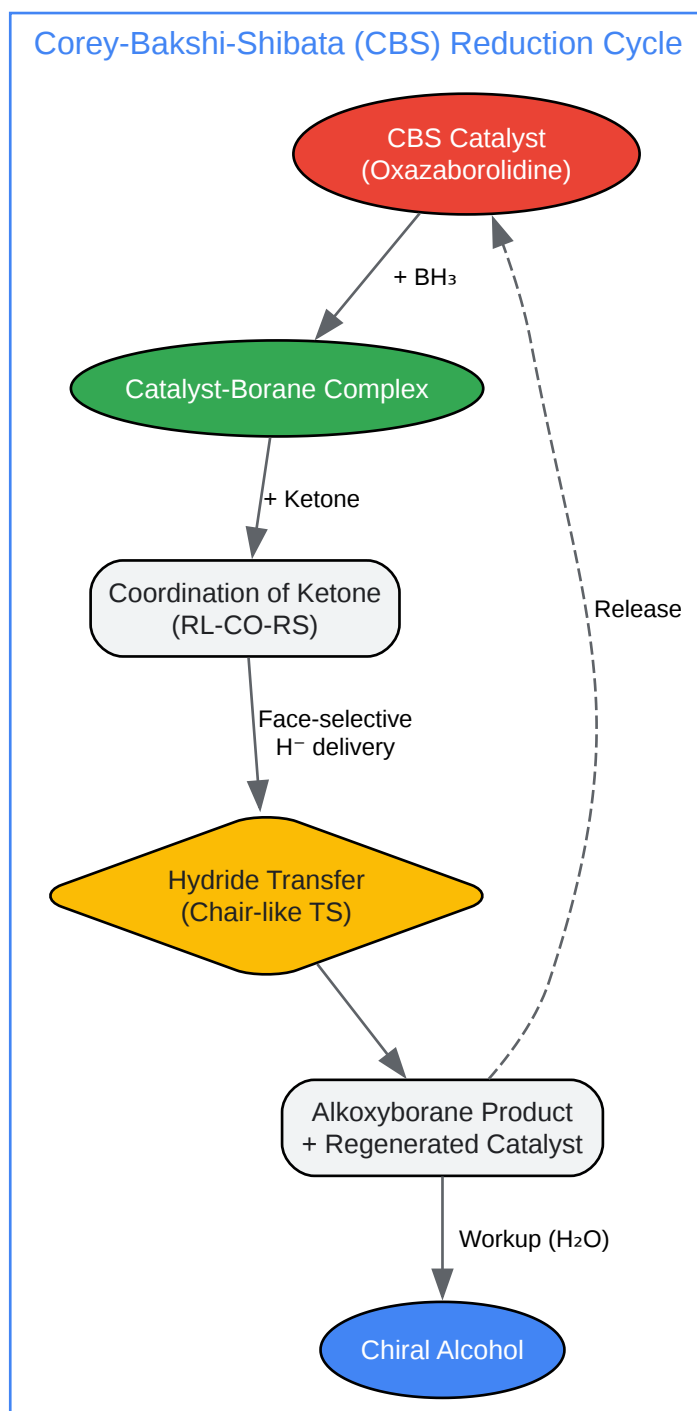 Corey-Bakshi-Shibata (CBS) Reduction Cycle
CBS Catalyst
(Oxazaborolidine)
+ BH₃
Catalyst-Borane Complex
+ Ketone
Coordination of Ketone
(RL-CO-RS)
Release
Face-selective
H⁻ delivery
Hydride Transfer
(Chair-like TS)
Alkoxyborane Product
+ Regenerated Catalyst
Workup (H₂O)
Chiral Alcohol